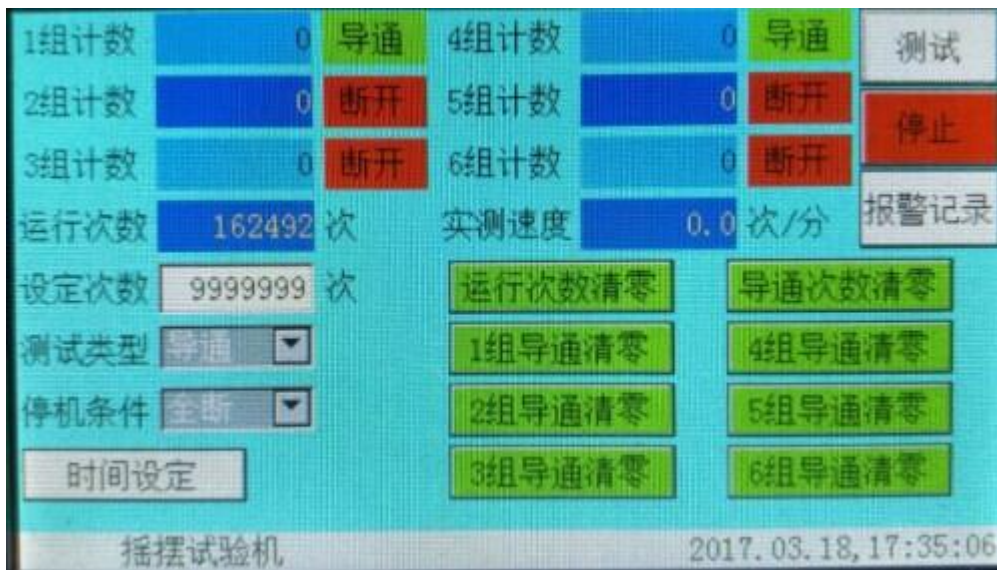 1组计数 0 导通 4组计数 0 导通 测试
2组计数 0 断开 5组计数 0 断开 停止
3组计数 0 断开 6组计数 0 断开
运行次数 162492 次 实测速度 0.0 次/分 报警记录
设定次数 9999999 次 运行次数清零 导通次数清零
测试类型 导通 1组导通清零 4组导通清零
停机条件 全断 2组导通清零 5组导通清零
时间设定 3组导通清零 6组导通清零
摇摆试验机 2017.03.18,17:35:06